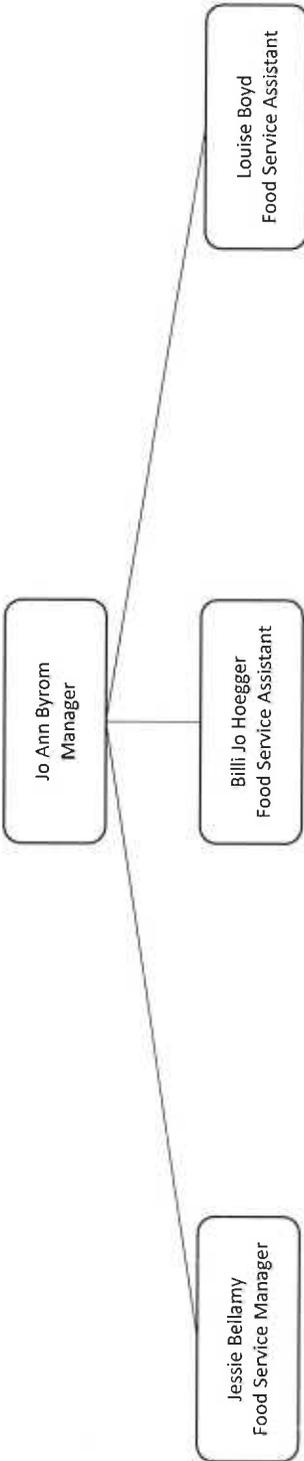 Jo Ann Byrom
Manager
Jessie Bellamy
Food Service Manager
Billi Jo Hoegger
Food Service Assistant
Louise Boyd
Food Service Assistant